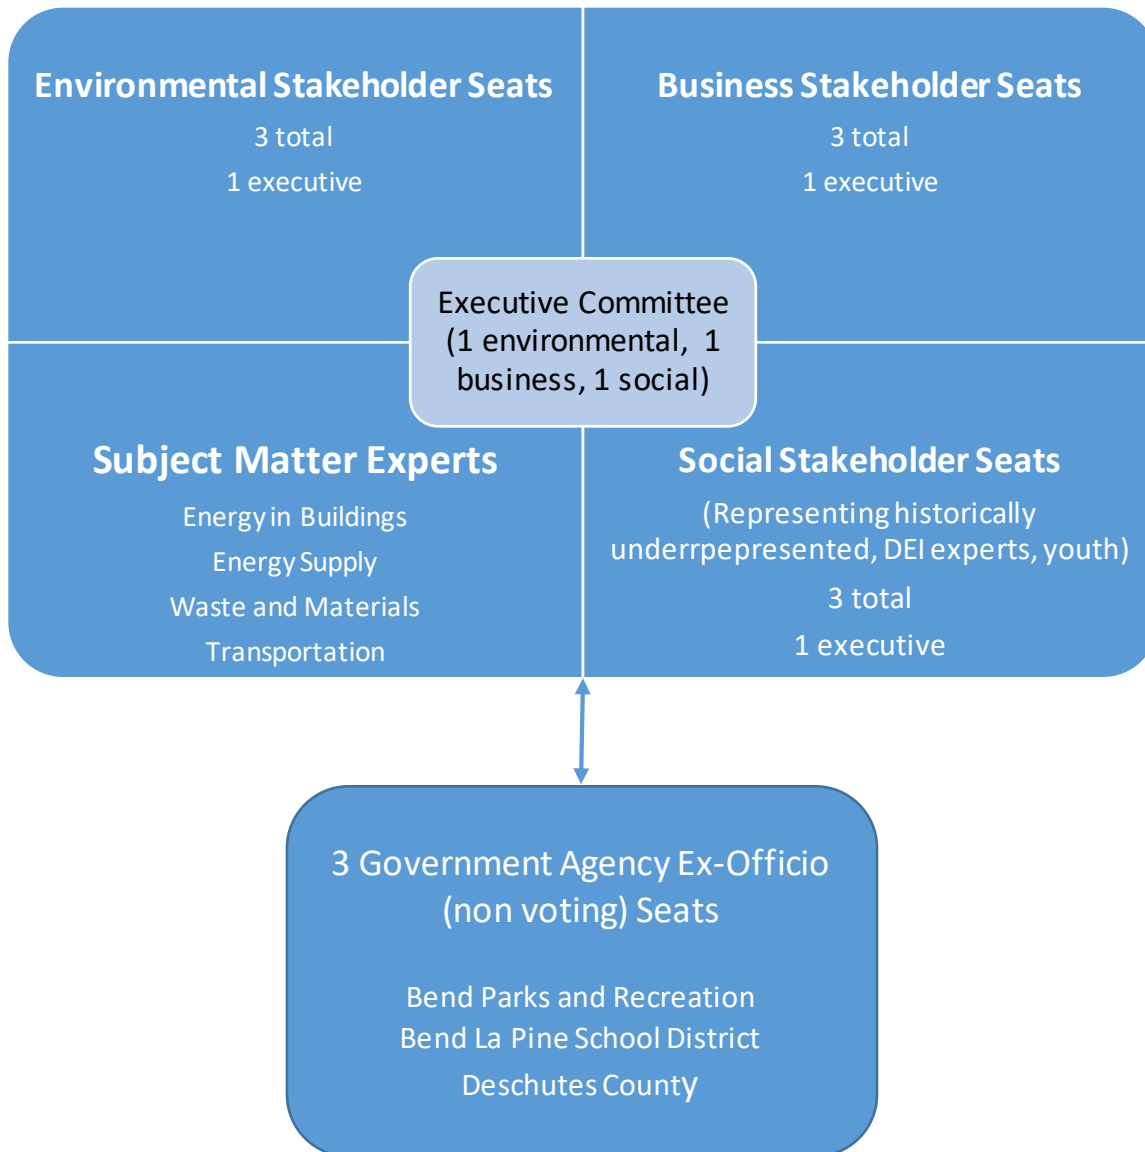 Environmental Stakeholder Seats
3 total
1 executive
Business Stakeholder Seats
3 total
1 executive
Executive Committee
(1 environmental, 1
business, 1 social)
Subject Matter Experts
Energy in Buildings
Energy Supply
Waste and Materials
Transportation
Social Stakeholder Seats
(Representing historically
underrpepresented, DEI experts, youth)
3 total
1 executive
3 Government Agency Ex-Officio
(non voting) Seats
Bend Parks and Recreation
Bend La Pine School District
Deschutes County